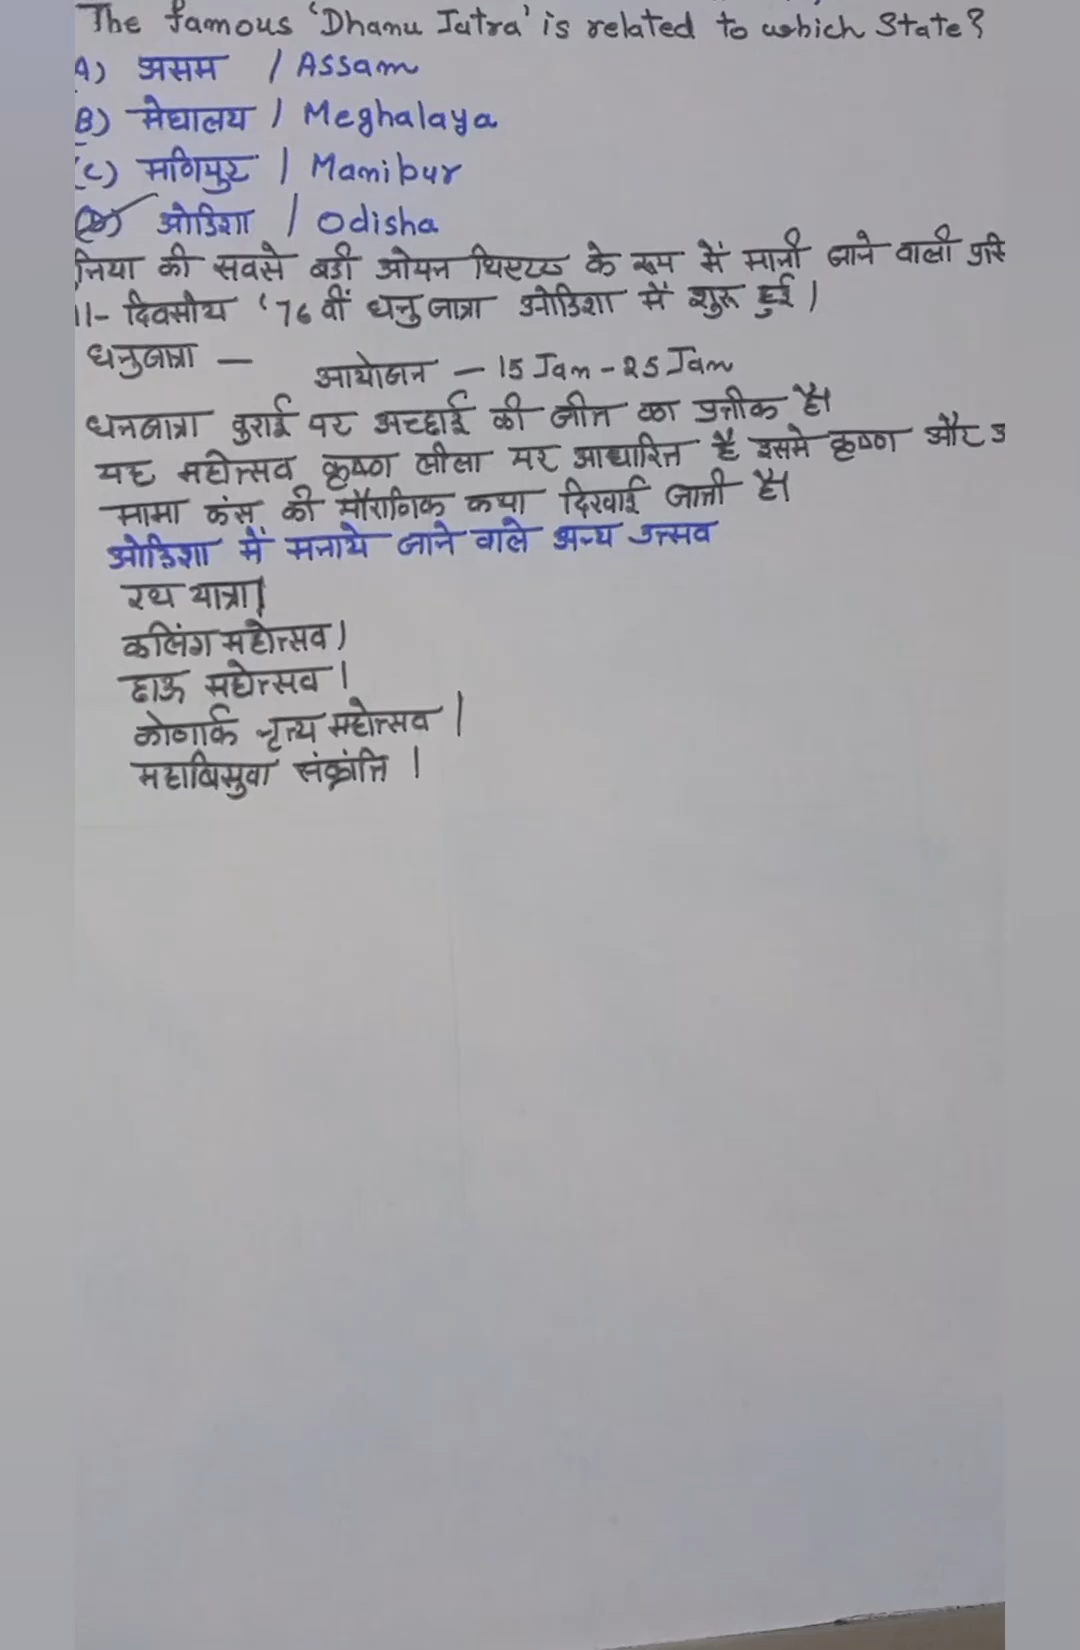 The famous 'Dhanu Jatra' is related to which State?
A) असम / Assam
B) मेघालय / Meghalaya
(C) मणिपुर / Manipur
(D) ओडिशा / Odisha
निया की सबसे बडी ओपन थिएटर के रूप में मानी जाने वाली
11- दिवसीय '76 वीं धनु जात्रा ओडिशा में शुरू हुई।
धनुजात्रा —
आयोजन — 15 Jan - 25 Jan
धनजात्रा बुराई पर अच्छाई की जीत का प्रतीक है।
यह महोत्सव कृष्ण लीला पर आधारित है इसमे कृष्ण और
मामा कंस की पौराणिक कथा दिखाई जाती है।
ओडिशा में मनाये जाने वाले अन्य उत्सव
रथ यात्रा।
कलिंग महोत्सव।
छाऊ महोत्सव।
कोणार्क नृत्य महोत्सव।
महाबिसुवा संक्रांति।